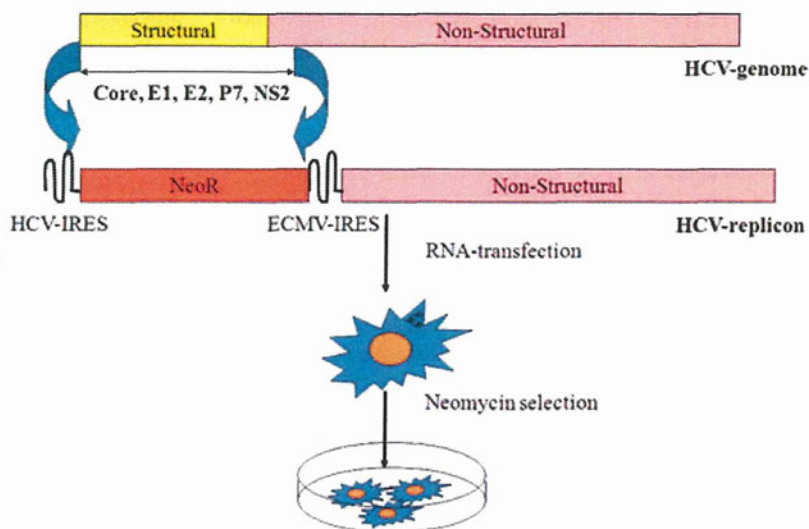 Structural
Non-Structural
HCV-genome
Core, E1, E2, P7, NS2
NeoR
Non-Structural
HCV-IRES
ECMV-IRES
HCV-replicon
RNA-transfection
Neomycin selection